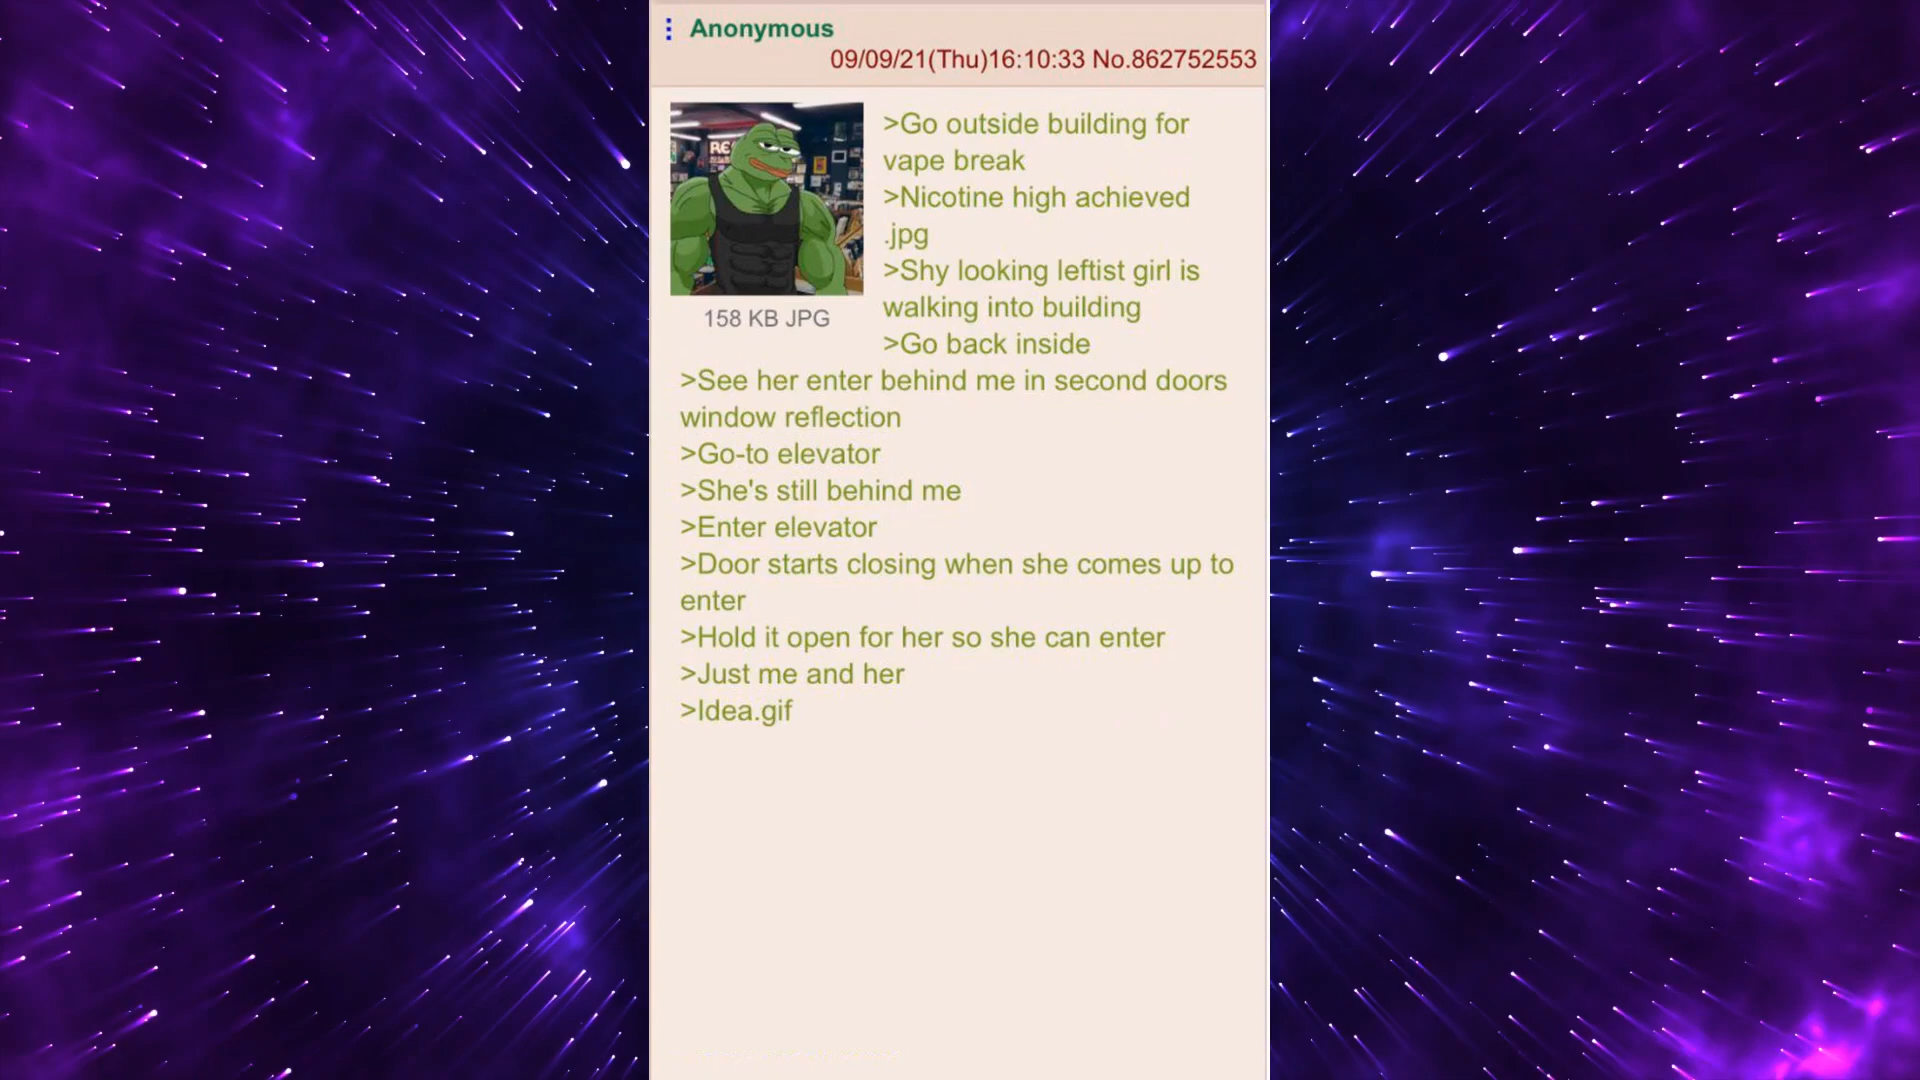 Anonymous
09/09/21(Thu)16:10:33 No.862752553
>Go outside building for
vape break
>Nicotine high achieved
.jpg
>Shy looking leftist girl is
walking into building
>Go back inside
158 KB JPG
>See her enter behind me in second doors
window reflection
>Go-to elevator
>She's still behind me
>Enter elevator
>Door starts closing when she comes up to
enter
>Hold it open for her so she can enter
>Just me and her
>Idea.gif